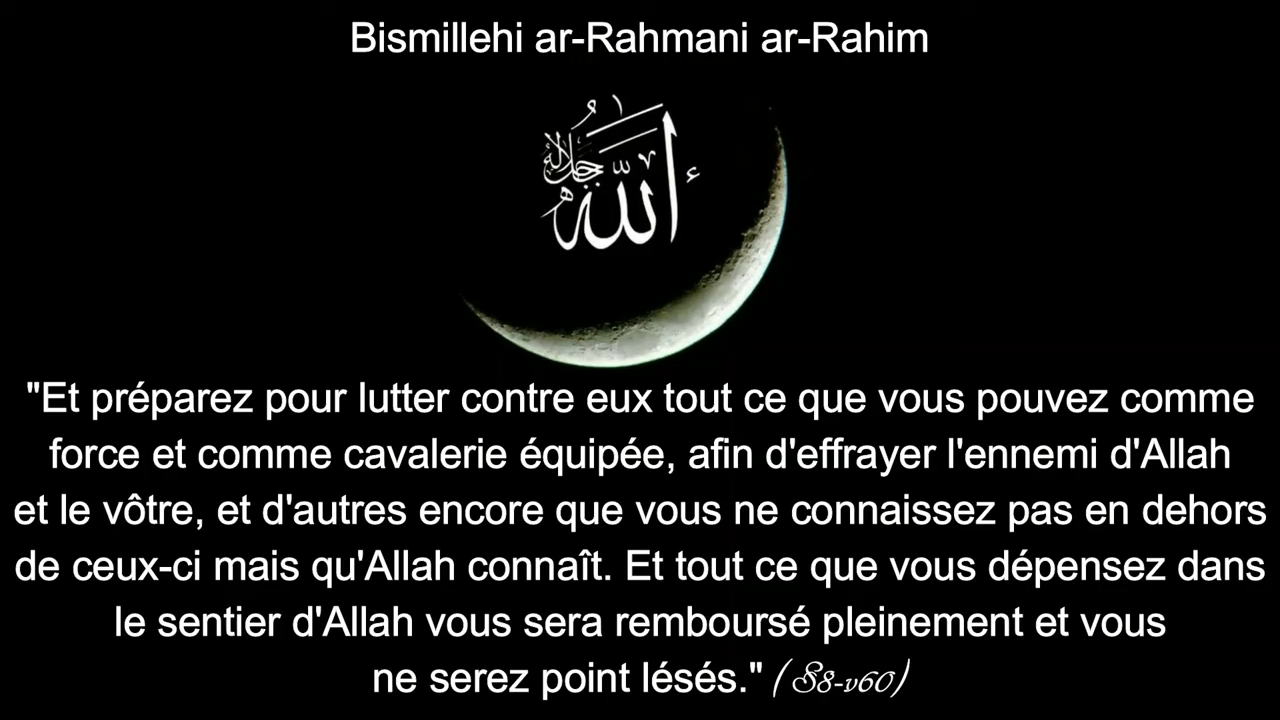 Bismillehi ar-Rahmani ar-Rahim
الله جل جلاله
"Et préparez pour lutter contre eux tout ce que vous pouvez comme
force et comme cavalerie équipée, afin d'effrayer l'ennemi d'Allah
et le vôtre, et d'autres encore que vous ne connaissez pas en dehors
de ceux-ci mais qu'Allah connaît. Et tout ce que vous dépensez dans
le sentier d'Allah vous sera remboursé pleinement et vous
ne serez point lésés." (S8-v60)